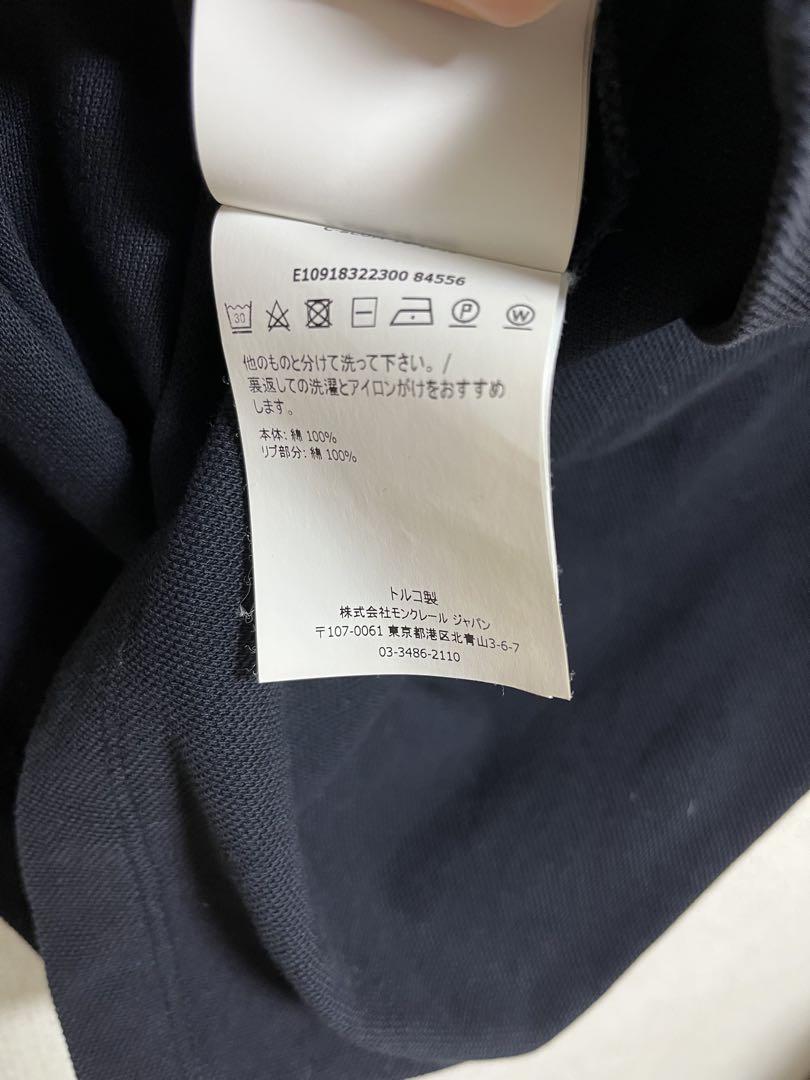 E10918322300 84556
30 P W
他のものと分けて洗って下さい。/
裏返しての洗濯とアイロンがけをおすすめ
します。
本体: 綿 100%
リブ部分: 綿 100%
トルコ製
株式会社モンクレール ジャパン
〒107-0061 東京都港区北青山3-6-7
03-3486-2110